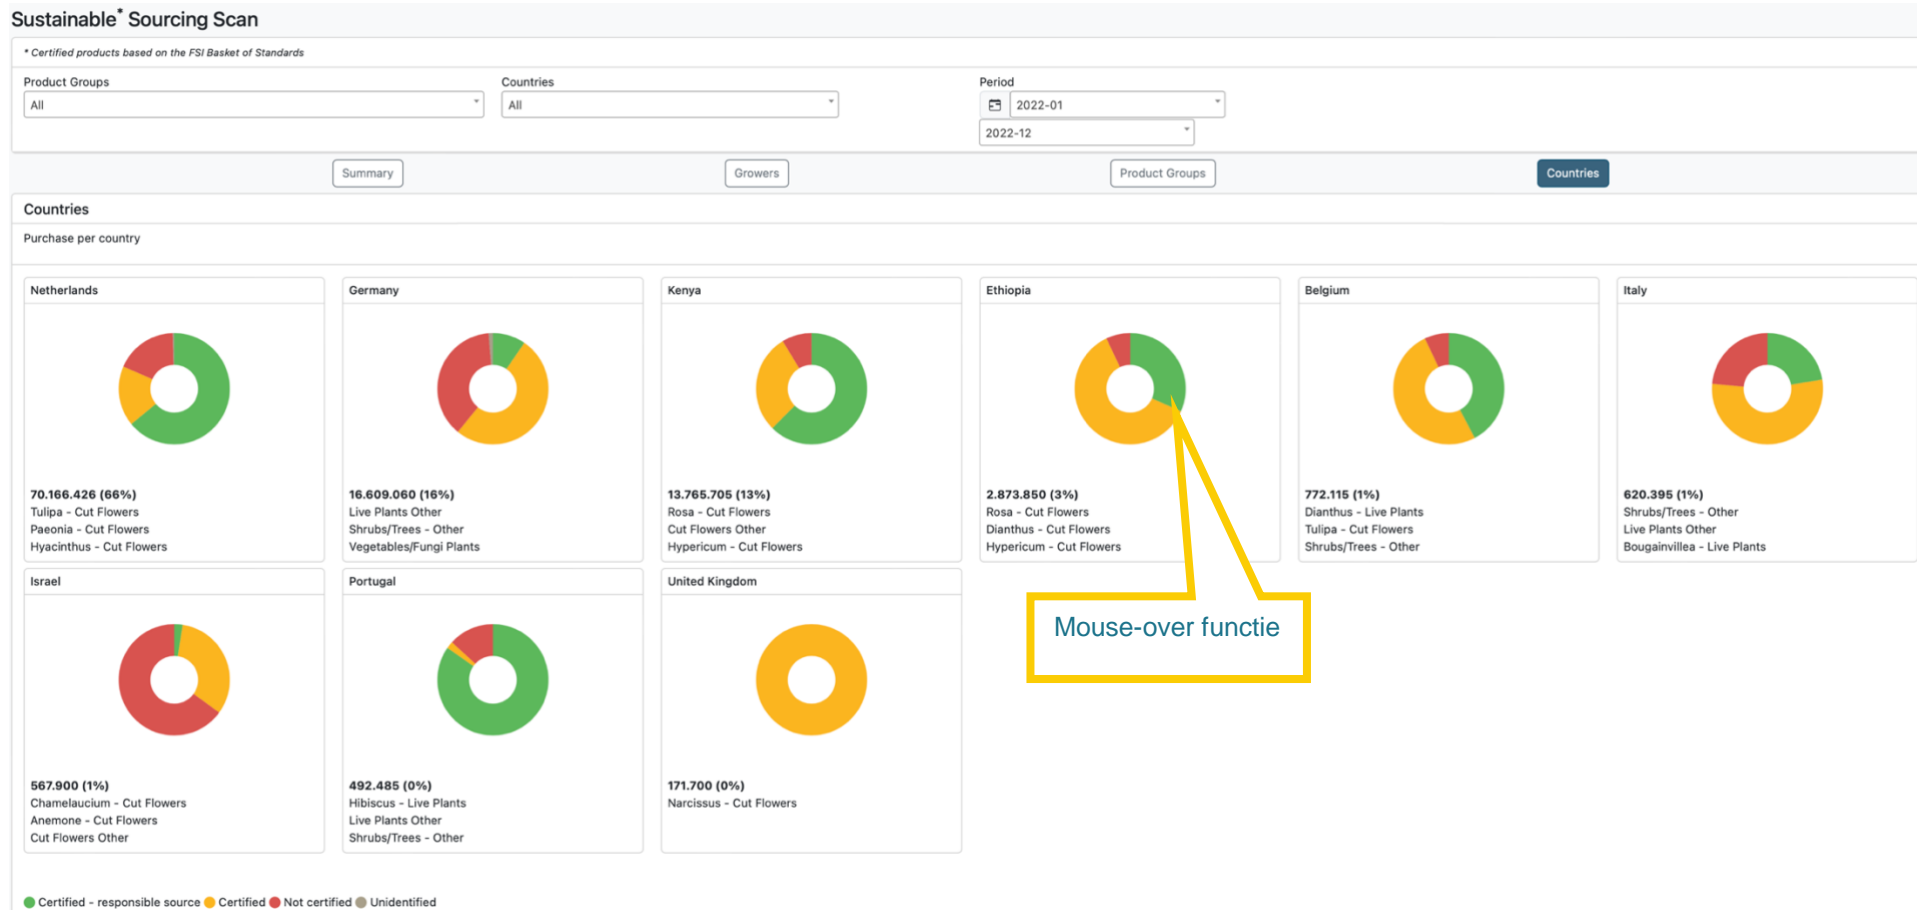 Sustainable* Sourcing Scan
* Certified products based on the FSI Basket of Standards
Product Groups
All
Countries
All
Period
2022-01
2022-12
Summary
Growers
Product Groups
Countries
Countries
Purchase per country
Netherlands
70.166.426 (66%)
Tulipa - Cut Flowers
Paeonia - Cut Flowers
Hyacinthus - Cut Flowers
Germany
16.609.060 (16%)
Live Plants Other
Shrubs/Trees - Other
Vegetables/Fungi Plants
Kenya
13.765.705 (13%)
Rosa - Cut Flowers
Cut Flowers Other
Hypericum - Cut Flowers
Ethiopia
2.873.850 (3%)
Rosa - Cut Flowers
Dianthus - Cut Flowers
Hypericum - Cut Flowers
Belgium
772.115 (1%)
Dianthus - Live Plants
Tulipa - Cut Flowers
Shrubs/Trees - Other
Italy
620.395 (1%)
Shrubs/Trees - Other
Live Plants Other
Bougainvillea - Live Plants
Israel
567.900 (1%)
Chamelaucium - Cut Flowers
Anemone - Cut Flowers
Cut Flowers Other
Portugal
492.485 (0%)
Hibiscus - Live Plants
Live Plants Other
Shrubs/Trees - Other
United Kingdom
171.700 (0%)
Narcissus - Cut Flowers
Mouse-over functie
Certified - responsible source Certified Not certified Unidentified